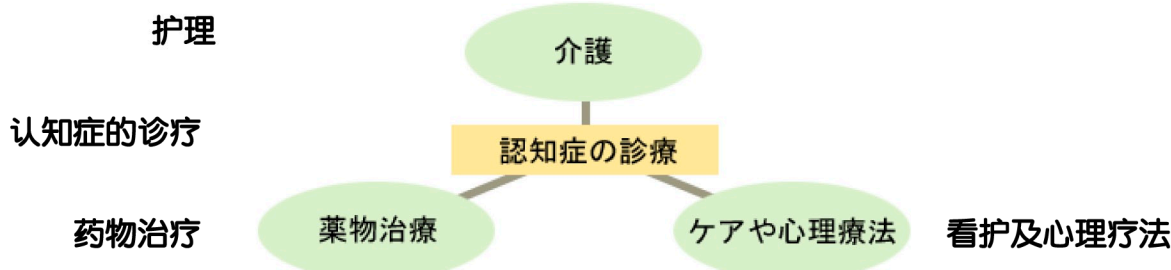 护理
介護
认知症的诊疗
認知症の診療
药物治疗
薬物治療
ケアや心理療法
看护及心理疗法